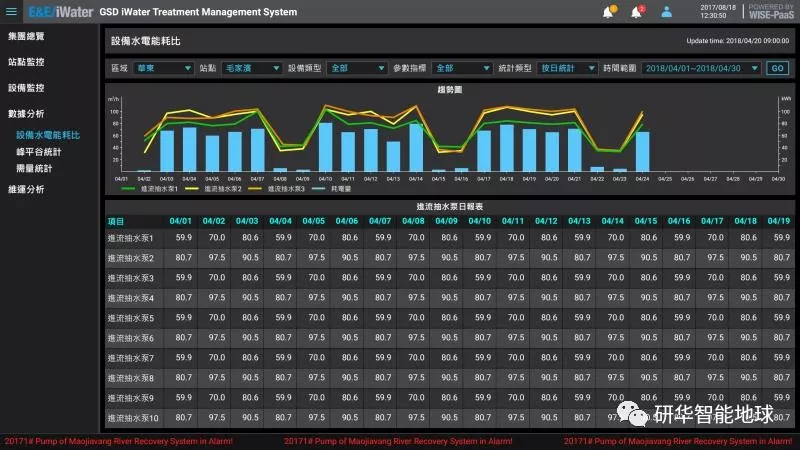 E&E/iWater GSD iWater Treatment Management System
1
2
2017/08/18
12:30:50
POWERED BY
WISE-PaaS
集團總覽
站點監控
設備監控
數據分析
設備水電能耗比
峰平谷統計
需量統計
維運分析
設備水電能耗比
Update time: 2018/04/20 09:00:00
區域 華東 站點 毛家濱 設備類型 全部 參數指標 全部 統計類型 按日統計 時間範圍 2018/04/01~2018/04/30 GO
趨勢圖
m³/h kWh
100 100
80 80
60 60
40 40
20 20
04/01 04/02 04/03 04/04 04/05 04/06 04/07 04/08 04/09 04/10 04/11 04/12 04/13 04/14 04/15 04/16 04/17 04/18 04/19 04/20 04/21 04/22 04/23 04/24 04/25 04/26 04/27 04/28 04/29 04/30
進流抽水泵1 進流抽水泵2 進流抽水泵3 耗電量
進流抽水泵日報表
項目 04/01 04/02 04/03 04/04 04/05 04/06 04/07 04/08 04/09 04/10 04/11 04/12 04/13 04/14 04/15 04/16 04/17 04/18 04/19
進流抽水泵1 59.9 70.0 80.6 59.9 70.0 80.6 59.9 70.0 80.6 59.9 70.0 80.6 59.9 70.0 80.6 59.9 70.0 80.6 59.9
進流抽水泵2 80.7 97.5 90.5 80.7 97.5 90.5 80.7 97.5 90.5 80.7 97.5 90.5 80.7 97.5 90.5 80.7 97.5 90.5 80.7
進流抽水泵3 59.9 70.0 80.6 59.9 70.0 80.6 59.9 70.0 80.6 59.9 70.0 80.6 59.9 70.0 80.6 59.9 70.0 80.6 59.9
進流抽水泵4 80.7 97.5 90.5 80.7 97.5 90.5 80.7 97.5 90.5 80.7 97.5 90.5 80.7 97.5 90.5 80.7 97.5 90.5 80.7
進流抽水泵5 59.9 70.0 80.6 59.9 70.0 80.6 59.9 70.0 80.6 59.9 70.0 80.6 59.9 70.0 80.6 59.9 70.0 80.6 59.9
進流抽水泵6 80.7 97.5 90.5 80.7 97.5 90.5 80.7 97.5 90.5 80.7 97.5 90.5 80.7 97.5 90.5 80.7 97.5 90.5 80.7
進流抽水泵7 59.9 70.0 80.6 59.9 70.0 80.6 59.9 70.0 80.6 59.9 70.0 80.6 59.9 70.0 80.6 59.9 70.0 80.6 59.9
進流抽水泵8 80.7 97.5 90.5 80.7 97.5 90.5 80.7 97.5 90.5 80.7 97.5 90.5 80.7 97.5 90.5 80.7 97.5 90.5 80.7
進流抽水泵9 59.9 70.0 80.6 59.9 70.0 80.6 59.9 70.0 80.6 59.9 70.0 80.6 59.9 70.0 80.6
進流抽水泵10 80.7 97.5 90.5 80.7 97.5 90.5 80.7 97.5 90.5 80.7 97.5 90.5 80.7 97.5 90.5
研华智能地球
20171# Pump of Maojiavang River Recovery System in Alarm! 20171# Pump of Maojiavang River Recovery System in Alarm! 20171# Pump of Maojiavang River Recovery System in Alarm!